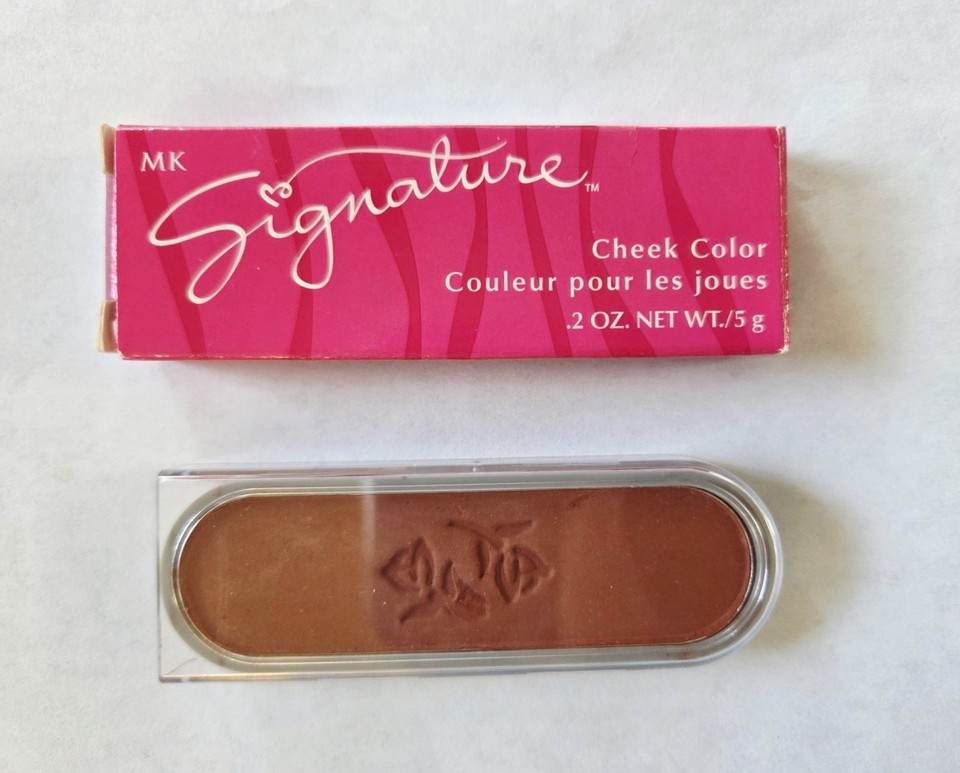 MK
Signature™
Cheek Color
Couleur pour les joues
.2 OZ. NET WT./5 g